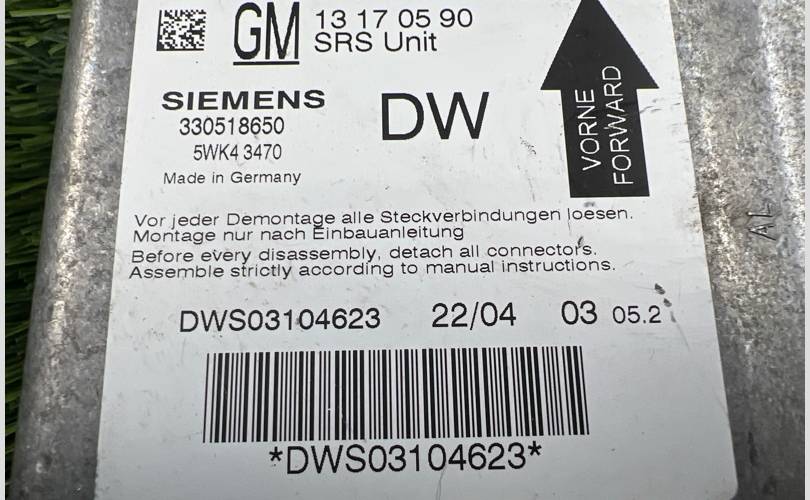 GM 13 17 05 90
SRS Unit
SIEMENS
330518650
5WK4 3470
Made in Germany
DW
VORNE
FORWARD
Vor jeder Demontage alle Steckverbindungen loesen.
Montage nur nach Einbauanleitung
Before every disassembly, detach all connectors.
Assemble strictly according to manual instructions.
DWS03104623 22/04 03 05.2
*DWS03104623*
AL